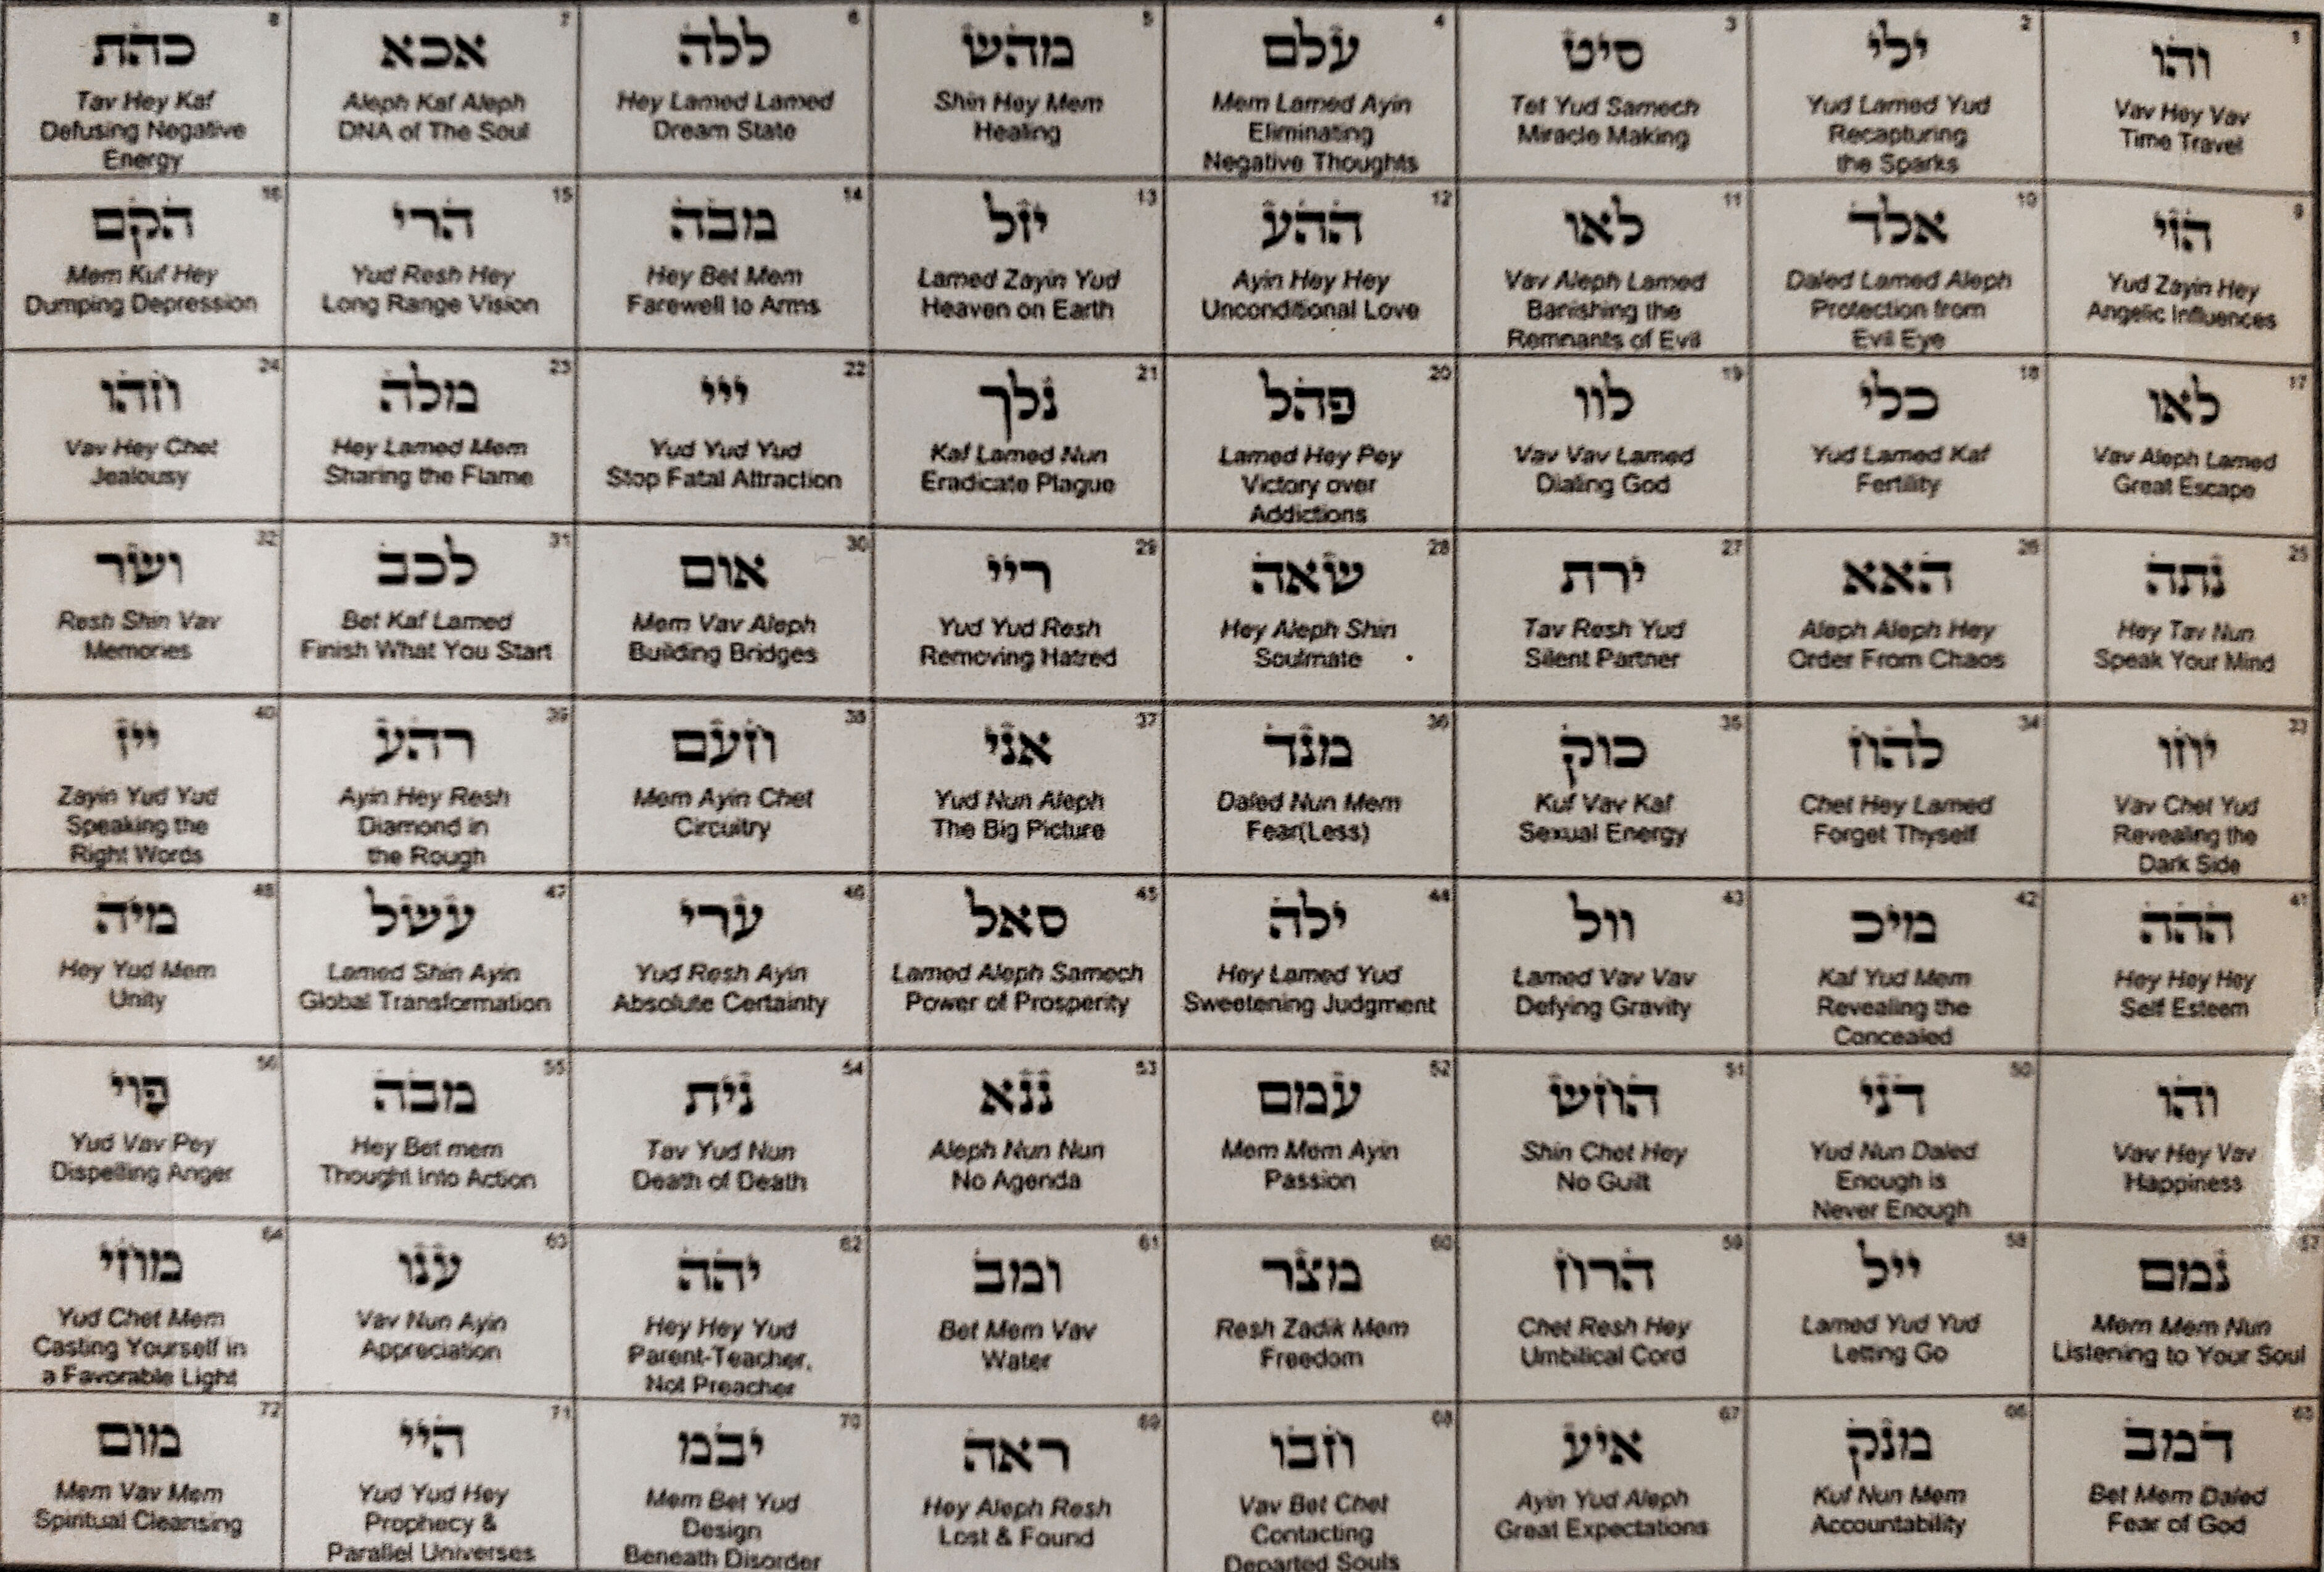 1
והו
Vav Hey Vav
Time Travel
2
ילי
Yud Lamed Yud
Recapturing
the Sparks
3
סיט
Tet Yud Samech
Miracle Making
4
עלם
Mem Lamed Ayin
Eliminating
Negative Thoughts
5
מהש
Shin Hey Mem
Healing
6
ללה
Hey Lamed Lamed
Dream State
7
אכא
Aleph Kaf Aleph
DNA of The Soul
8
כהת
Tav Hey Kaf
Defusing Negative
Energy
9
הזי
Yud Zayin Hey
Angelic Influences
10
אלד
Daled Lamed Aleph
Protection from
Evil Eye
11
לאו
Vav Aleph Lamed
Banishing the
Remnants of Evil
12
ההע
Ayin Hey Hey
Unconditional Love
13
יזל
Lamed Zayin Yud
Heaven on Earth
14
מבה
Hey Bet Mem
Farewell to Arms
15
הרי
Yud Resh Hey
Long Range Vision
16
הקם
Mem Kuf Hey
Dumping Depression
17
לאו
Vav Aleph Lamed
Great Escape
18
כלי
Yud Lamed Kaf
Fertility
19
לוו
Vav Vav Lamed
Dialing God
20
פהל
Lamed Hey Pey
Victory over
Addictions
21
נלך
Kaf Lamed Nun
Eradicate Plague
22
ייי
Yud Yud Yud
Stop Fatal Attraction
23
מלה
Hey Lamed Mem
Sharing the Flame
24
חהו
Vav Hey Chet
Jealousy
25
נתה
Hey Tav Nun
Speak Your Mind
26
האא
Aleph Aleph Hey
Order From Chaos
27
ירת
Tav Resh Yud
Silent Partner
28
שאה
Hey Aleph Shin
Soulmate
29
ריי
Yud Yud Resh
Removing Hatred
30
אום
Mem Vav Aleph
Building Bridges
31
לכב
Bet Kaf Lamed
Finish What You Start
32
ושר
Resh Shin Vav
Memories
33
יחו
Vav Chet Yud
Revealing the
Dark Side
34
להח
Chet Hey Lamed
Forget Thyself
35
כוק
Kuf Vav Kaf
Sexual Energy
36
מנד
Daled Nun Mem
Fear(Less)
37
אני
Yud Nun Aleph
The Big Picture
38
חעם
Mem Ayin Chet
Circuitry
39
רהע
Ayin Hey Resh
Diamond in
the Rough
40
ייז
Zayin Yud Yud
Speaking the
Right Words
41
ההה
Hey Hey Hey
Self Esteem
42
מיכ
Kaf Yud Mem
Revealing the
Concealed
43
וול
Lamed Vav Vav
Defying Gravity
44
ילה
Hey Lamed Yud
Sweetening Judgment
45
סאל
Lamed Aleph Samech
Power of Prosperity
46
ערי
Yud Resh Ayin
Absolute Certainty
47
עשל
Lamed Shin Ayin
Global Transformation
48
מיה
Hey Yud Mem
Unity
49
והו
Vav Hey Vav
Happiness
50
דני
Yud Nun Daled
Enough is
Never Enough
51
החש
Shin Chet Hey
No Guilt
52
עמם
Mem Mem Ayin
Passion
53
ננא
Aleph Nun Nun
No Agenda
54
נית
Tav Yud Nun
Death of Death
55
מבה
Hey Bet mem
Thought Into Action
56
פוי
Yud Vav Pey
Dispelling Anger
57
נמם
Mem Mem Nun
Listening to Your Soul
58
ייל
Lamed Yud Yud
Letting Go
59
הרח
Chet Resh Hey
Umbilical Cord
60
מצר
Resh Zadik Mem
Freedom
61
ומב
Bet Mem Vav
Water
62
יהה
Hey Hey Yud
Parent-Teacher,
Not Preacher
63
ענו
Vav Nun Ayin
Appreciation
64
מחי
Yud Chet Mem
Casting Yourself in
a Favorable Light
65
דמב
Bet Mem Daled
Fear of God
66
מנק
Kuf Nun Mem
Accountability
67
איע
Ayin Yud Aleph
Great Expectations
68
חבו
Vav Bet Chet
Contacting
Departed Souls
69
ראה
Hey Aleph Resh
Lost & Found
70
יבמ
Mem Bet Yud
Design
Beneath Disorder
71
היי
Yud Yud Hey
Prophecy &
Parallel Universes
72
מום
Mem Vav Mem
Spiritual Cleansing